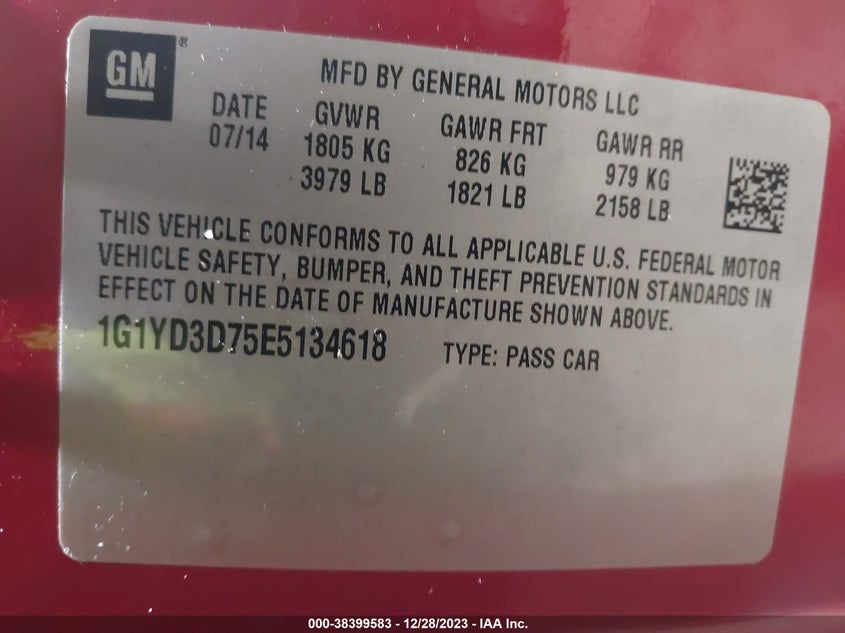 GM®
MFD BY GENERAL MOTORS LLC
DATE GVWR GAWR FRT GAWR RR
07/14 1805 KG 826 KG 979 KG
3979 LB 1821 LB 2158 LB
THIS VEHICLE CONFORMS TO ALL APPLICABLE U.S. FEDERAL MOTOR
VEHICLE SAFETY, BUMPER, AND THEFT PREVENTION STANDARDS IN
EFFECT ON THE DATE OF MANUFACTURE SHOWN ABOVE.
1G1YD3D75E5134618 TYPE: PASS CAR
000-38399583 - 12/28/2023 - IAA Inc.